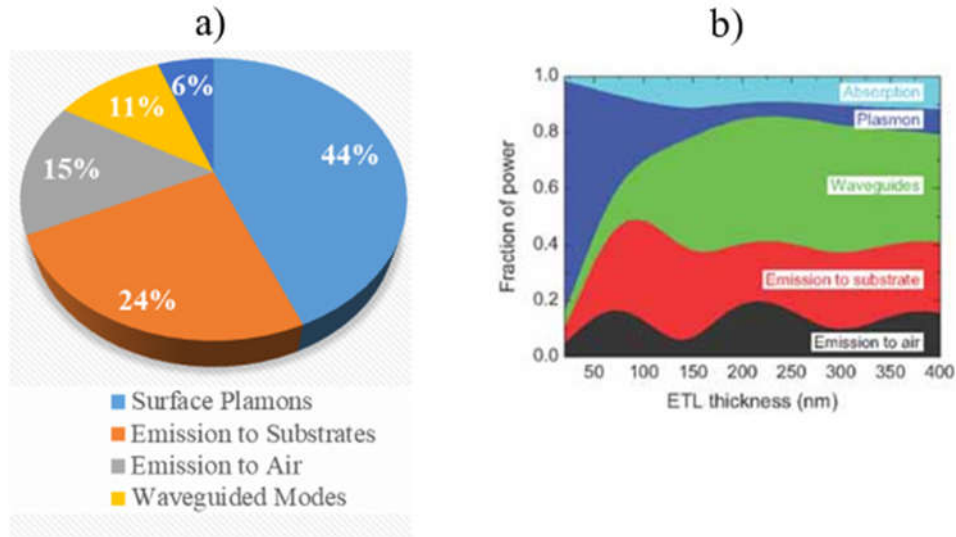 a)
6%
11%
15%
44%
24%
Surface Plamons
Emission to Substrates
Emission to Air
Waveguided Modes
b)
1.0
0.8
0.6
0.4
0.2
0.0
Fraction of power
Absorption
Plasmon
Waveguides
Emission to substrate
Emission to air
50 100 150 200 250 300 350 400
ETL thickness (nm)